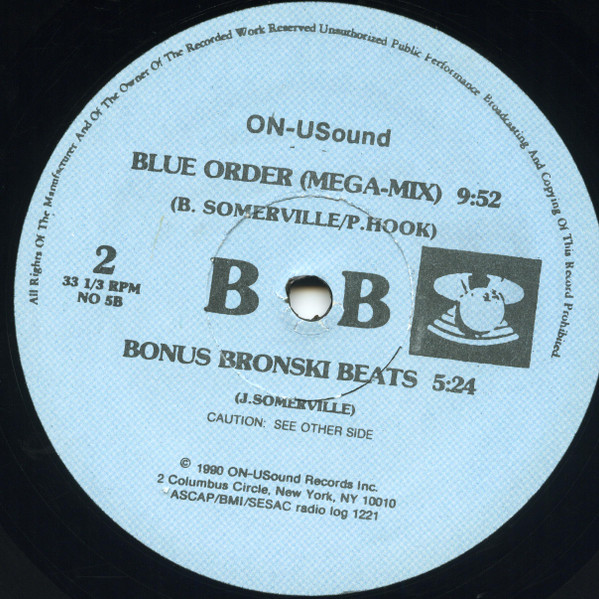 All Rights Of The Manufacturer And Of The Owner Of The Recorded Work Reserved Unauthorized Public Performance Broadcasting And Copying Of This Record Prohibited.
ON-USound
BLUE ORDER (MEGA-MIX) 9:52
(B. SOMERVILLE/P.HOOK)
2
33 1/3 RPM
NO 5B
B B
BONUS BRONSKI BEATS 5:24
(J.SOMERVILLE)
CAUTION: SEE OTHER SIDE
© 1990 ON-USound Records Inc.
2 Columbus Circle, New York, NY 10010
ASCAP/BMI/SESAC radio log 1221